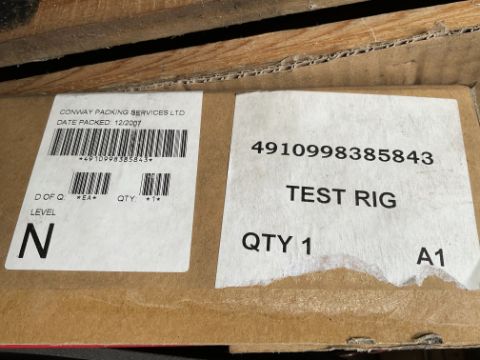 CONWAY PACKING SERVICES LTD
DATE PACKED: 12/2007
*4910998385843*
D OF Q: *EA* QTY: *1*
LEVEL
N
4910998385843
TEST RIG
QTY 1 A1